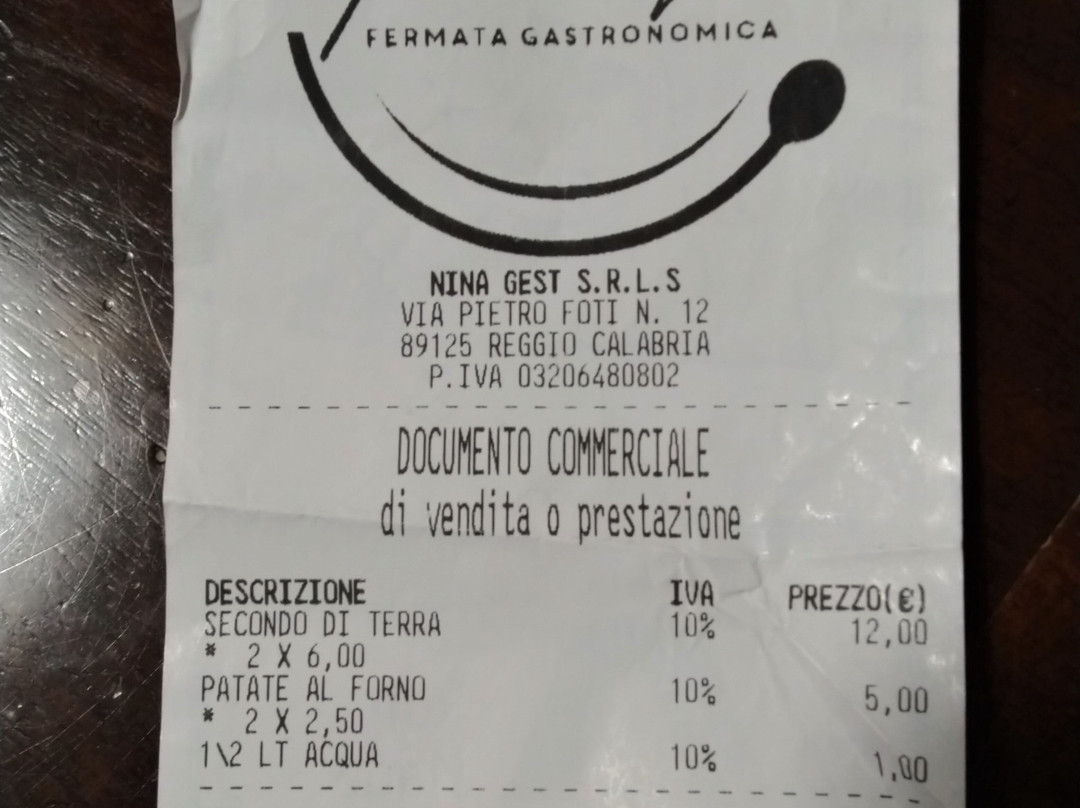 FERMATA GASTRONOMICA
NINA GEST S.R.L.S
VIA PIETRO FOTI N. 12
89125 REGGIO CALABRIA
P.IVA 03206480802
DOCUMENTO COMMERCIALE
di vendita o prestazione
DESCRIZIONE IVA PREZZO(€)
SECONDO DI TERRA 10% 12,00
* 2 X 6,00
PATATE AL FORNO 10% 5,00
* 2 X 2,50
1\2 LT ACQUA 10% 1,00